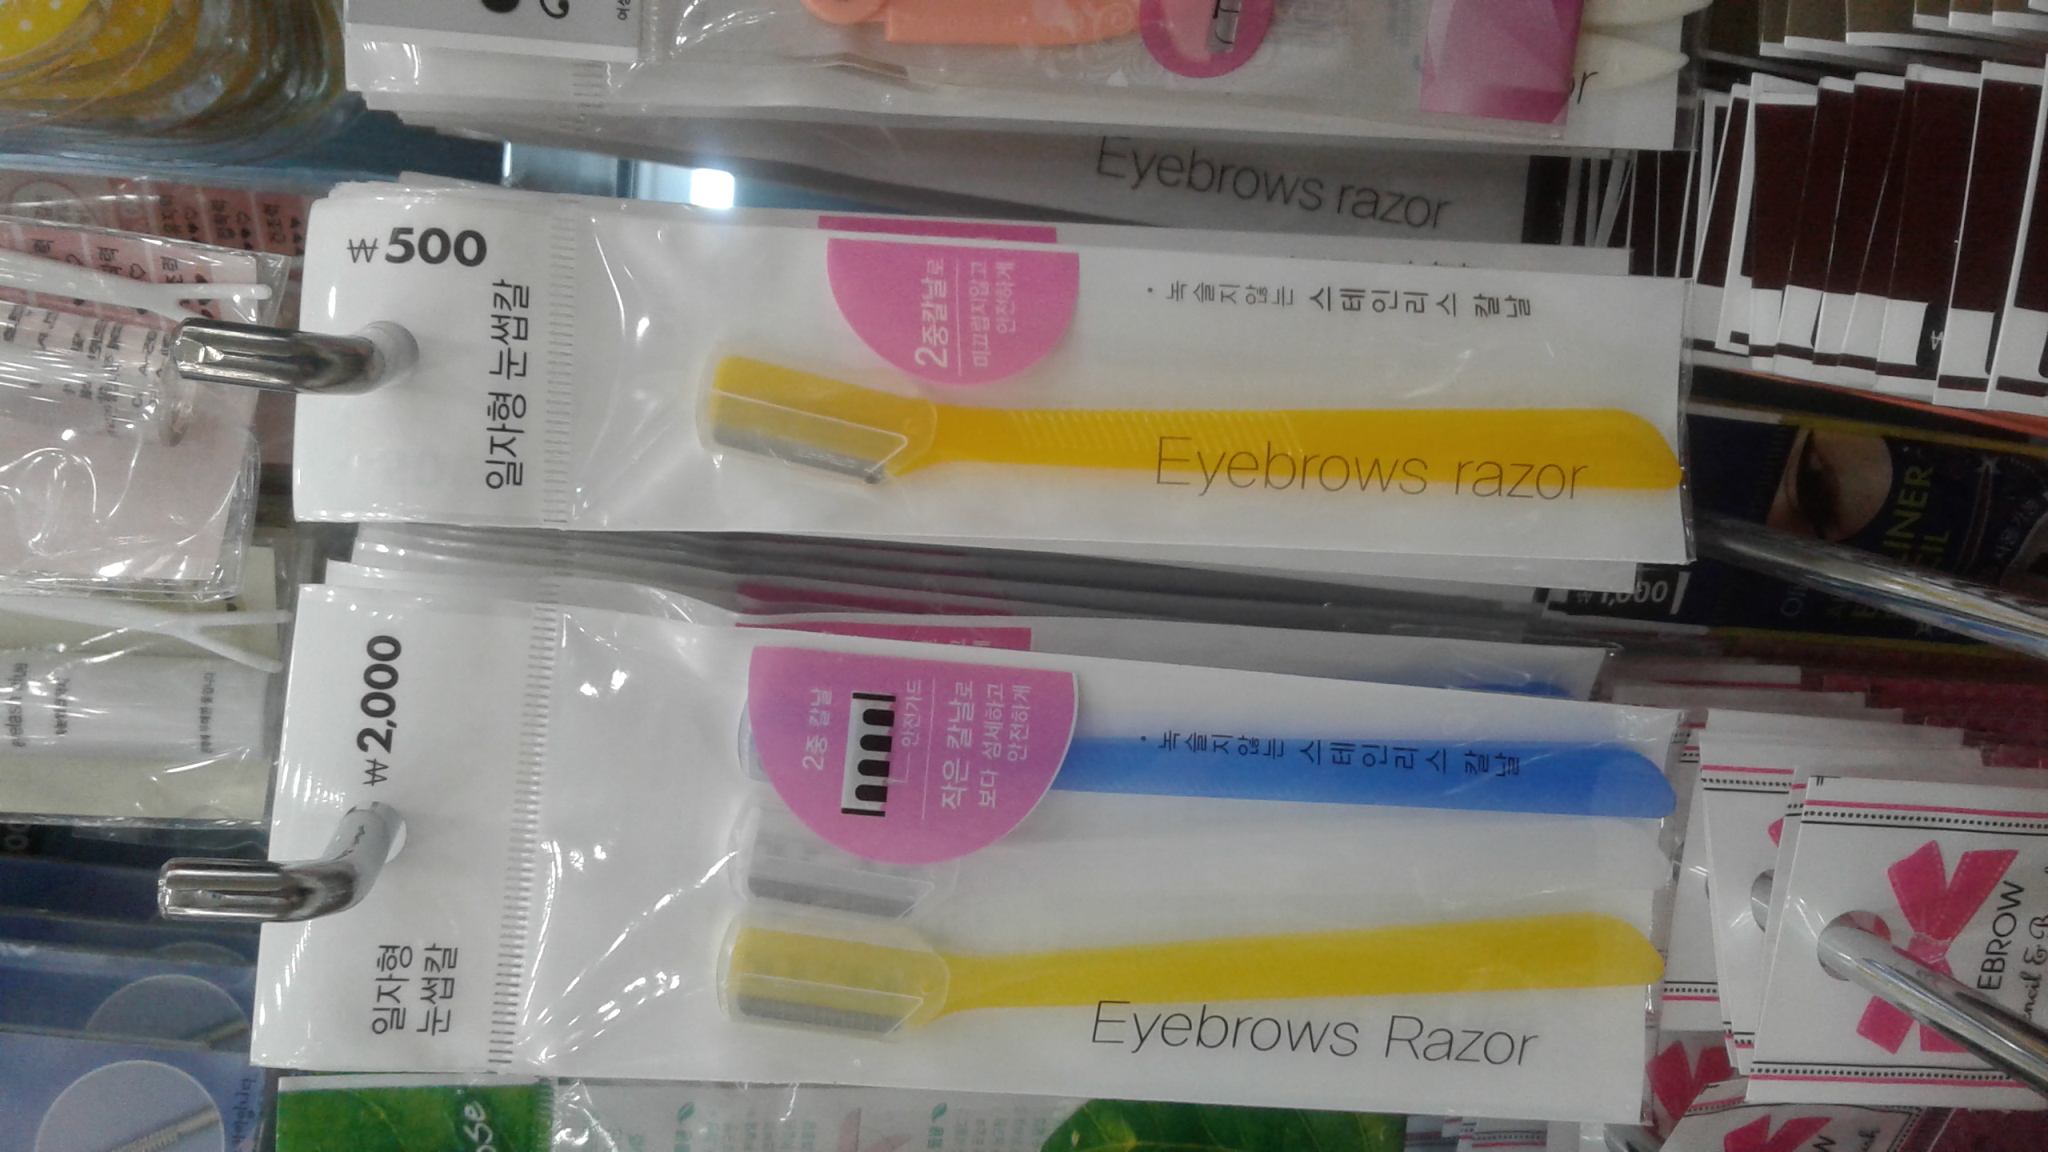 Eyebrows razor
₩500
일자형 눈썹칼
2중칼날로
미끄럽지않고
안전하게
• 녹슬지않는 스테인리스 칼날
Eyebrows razor
₩2,000
일자형
눈썹칼
2중 칼날
안전가드
작은 칼날로
보다 섬세하고
안전하게
• 녹슬지않는 스테인리스 칼날
Eyebrows Razor
1,000
LINER
EBROW